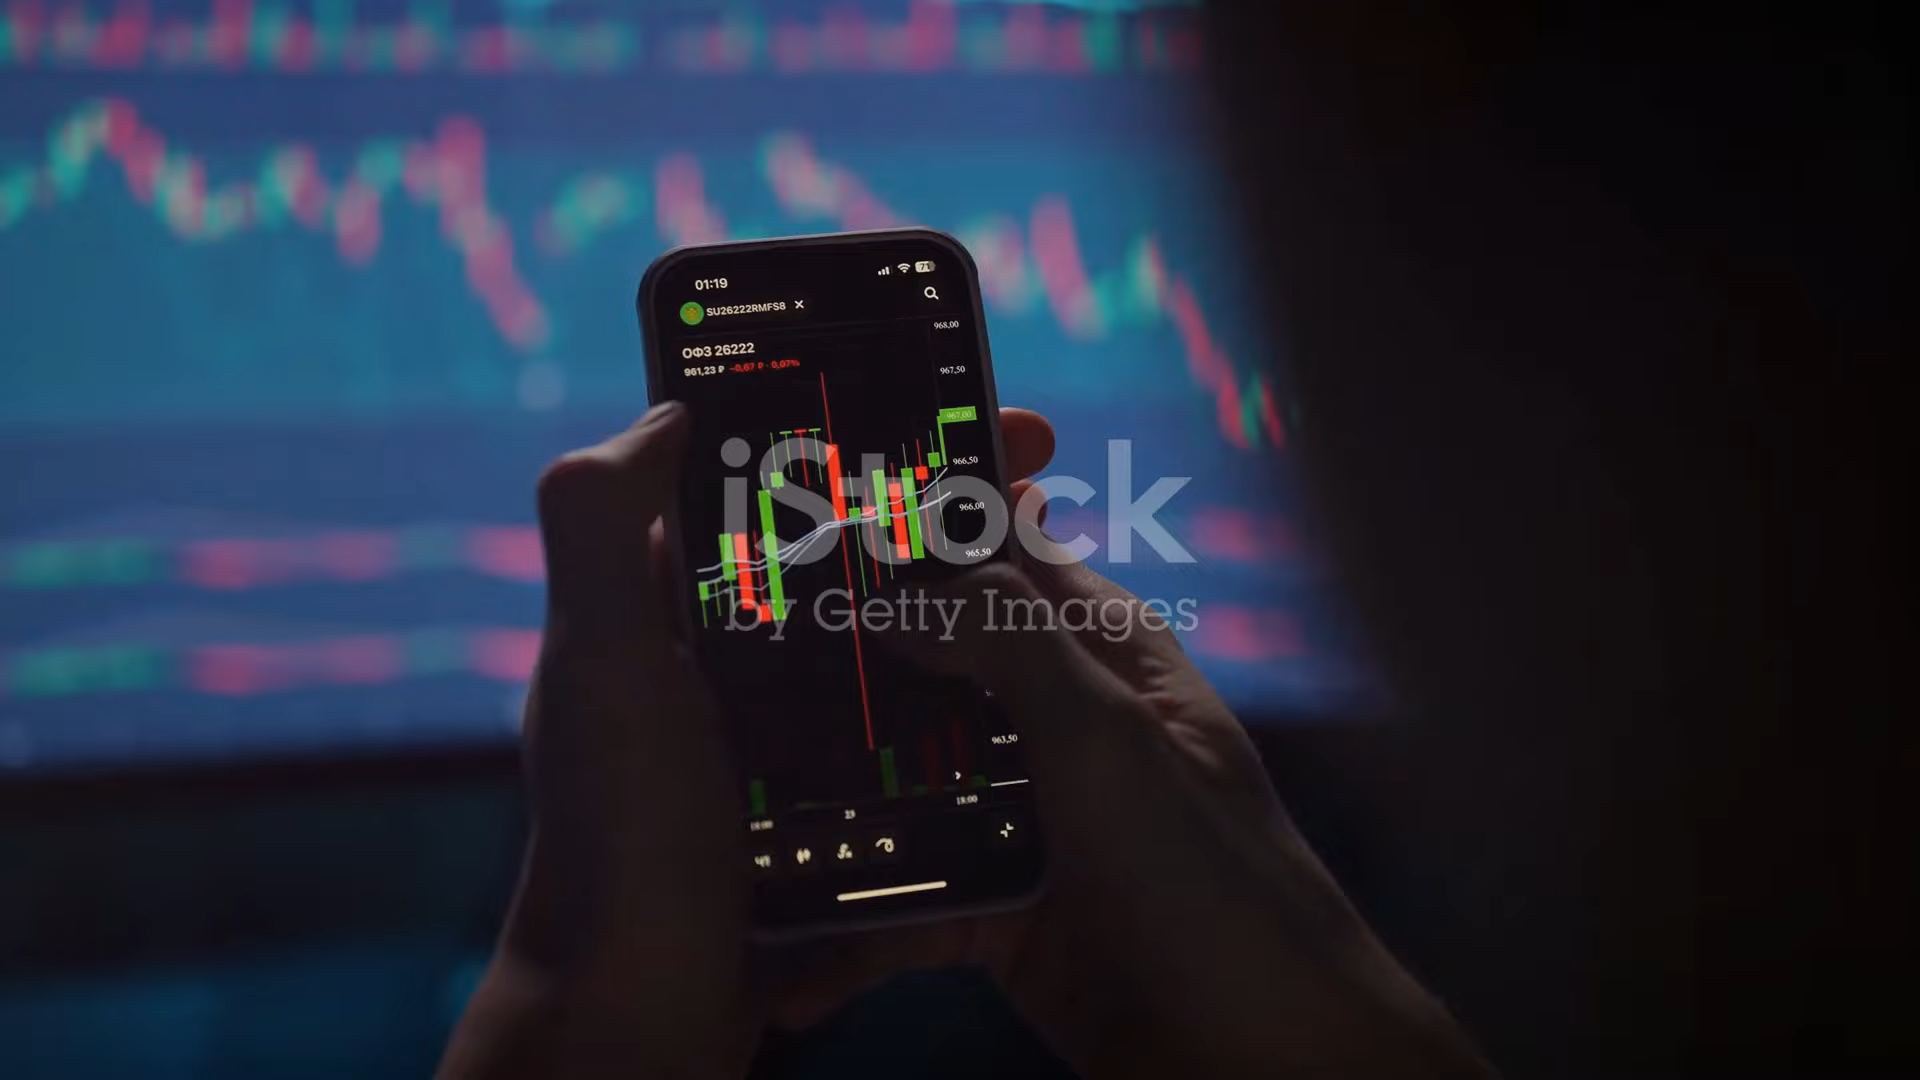 01:19
71
SU26222RMFS8 ×
ОФЗ 26222
961,23 ₽ -0,67 ₽ · 0,07%
968,00
967,50
967,00
966,50
966,00
965,50
963,50
18:00
23
18:00
iStock
by Getty Images